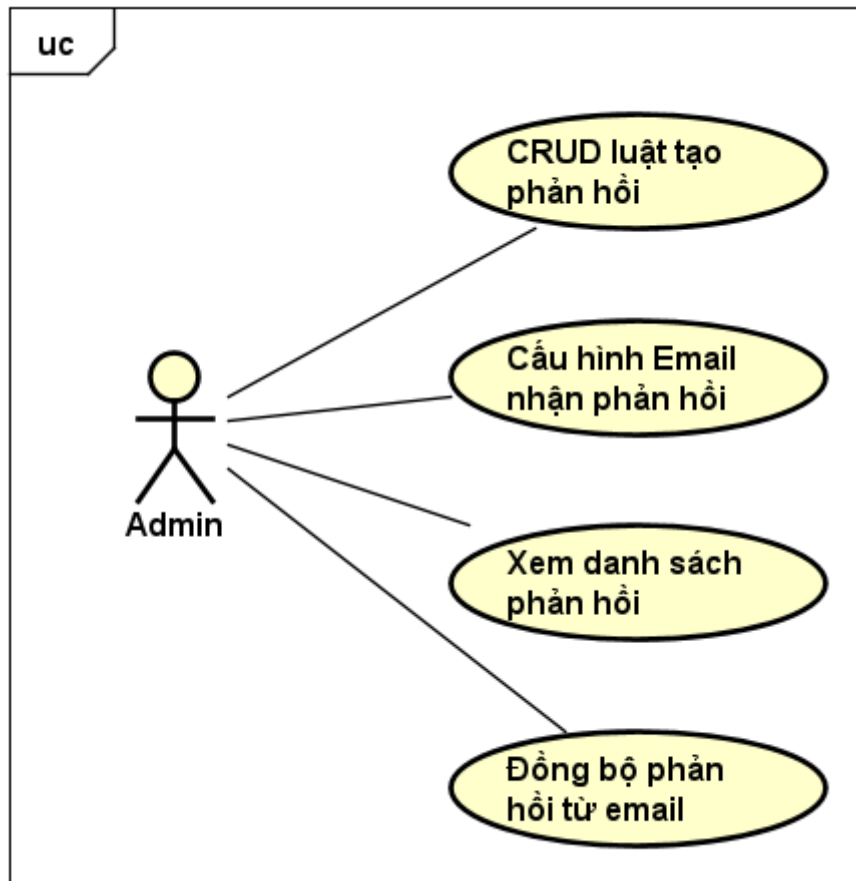 uc
CRUD luật tạo
phản hồi
Cấu hình Email
nhận phản hồi
Admin
Xem danh sách
phản hồi
Đồng bộ phản
hồi từ email